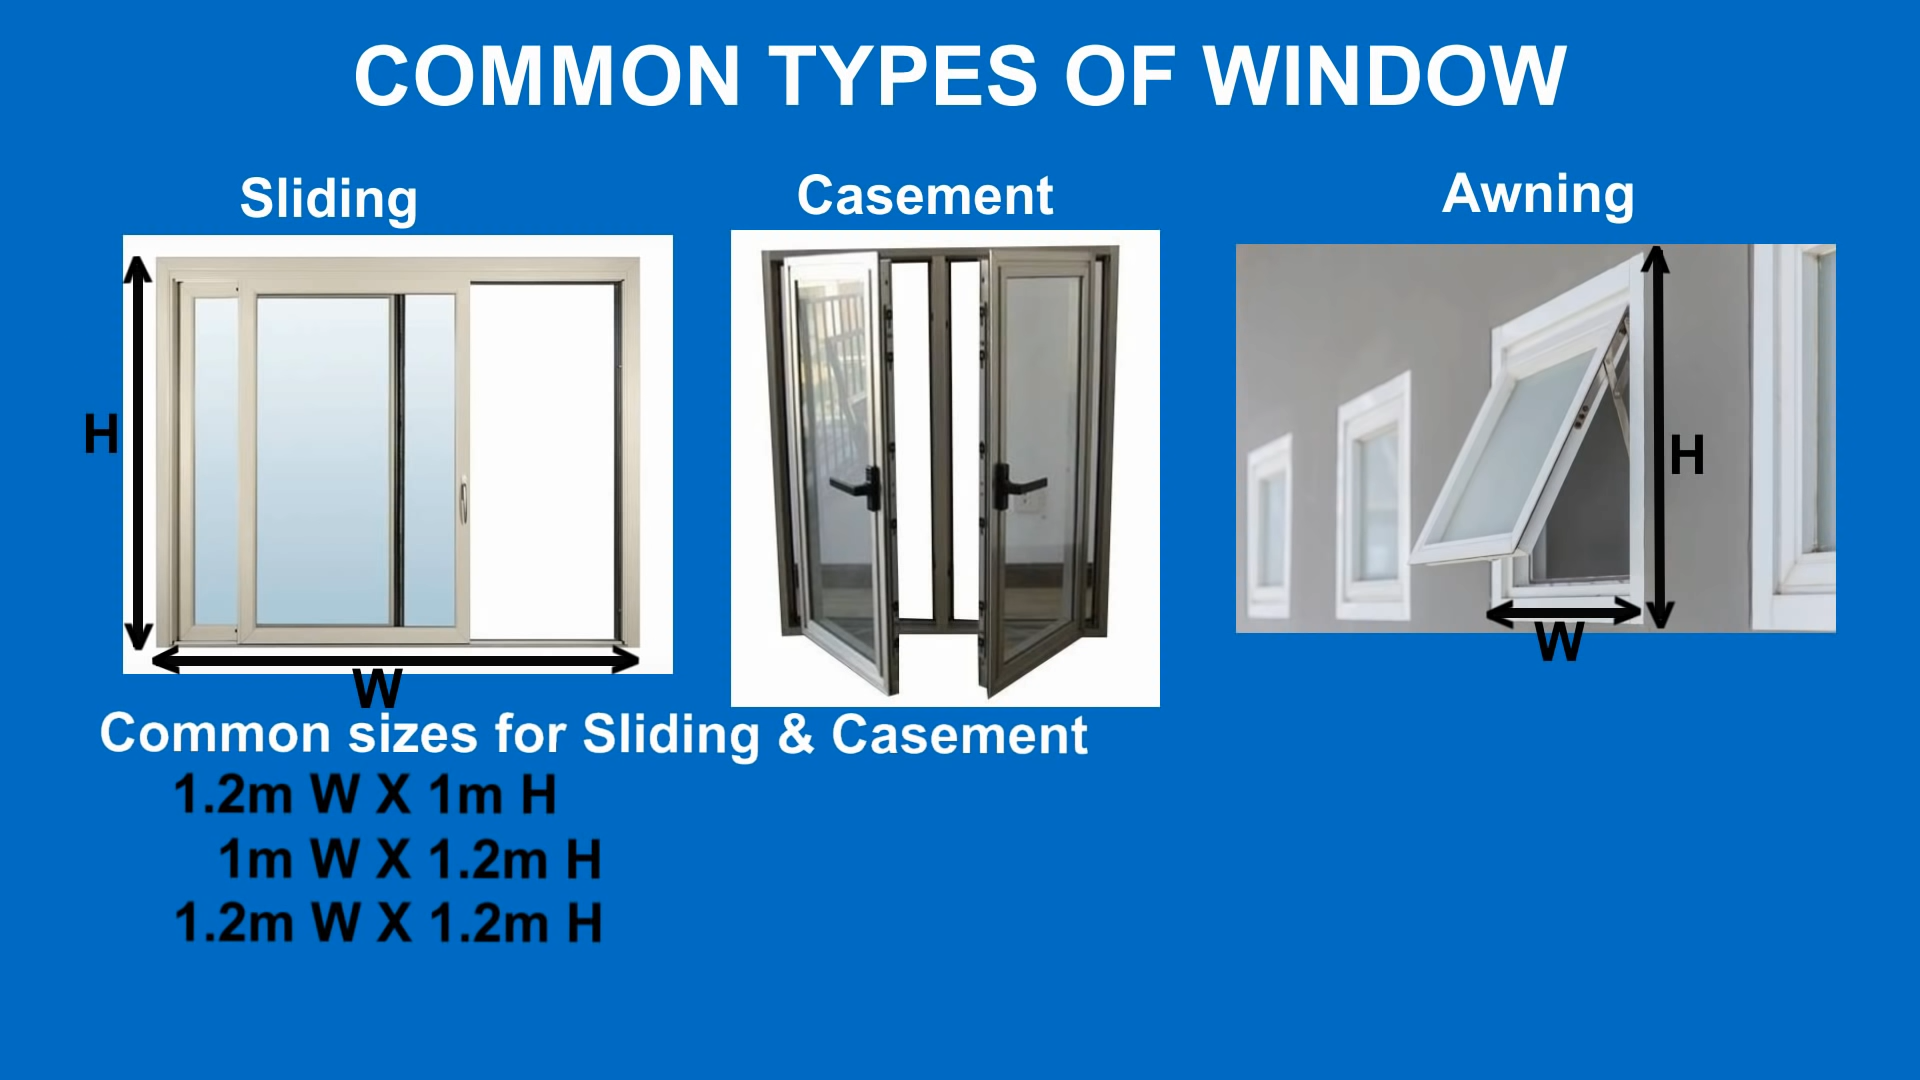 COMMON TYPES OF WINDOW
Sliding
Casement
Awning
H
W
H
W
Common sizes for Sliding & Casement
1.2m W X 1m H
1m W X 1.2m H
1.2m W X 1.2m H